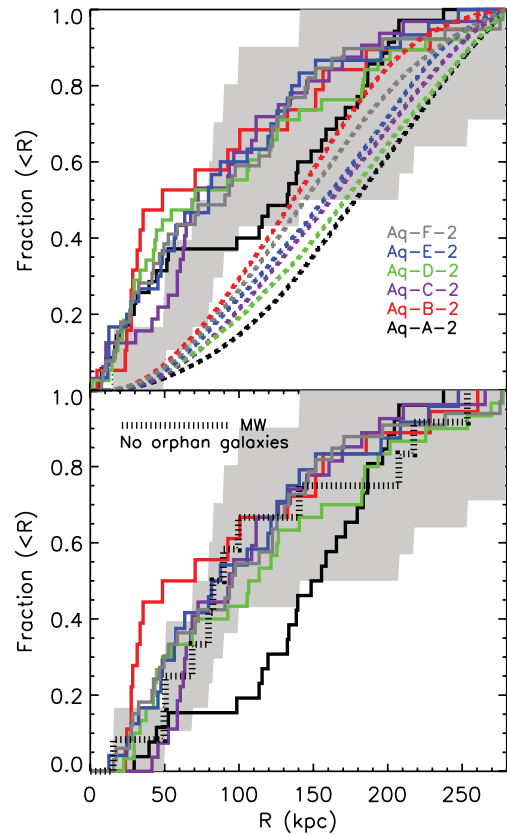 1.0
0.8
0.6
0.4
0.2
Fraction (<R)
Aq-F-2
Aq-E-2
Aq-D-2
Aq-C-2
Aq-B-2
Aq-A-2
1.0
0.8
0.6
0.4
0.2
0.0
Fraction (<R)
MW
No orphan galaxies
0 50 100 150 200 250
R (kpc)